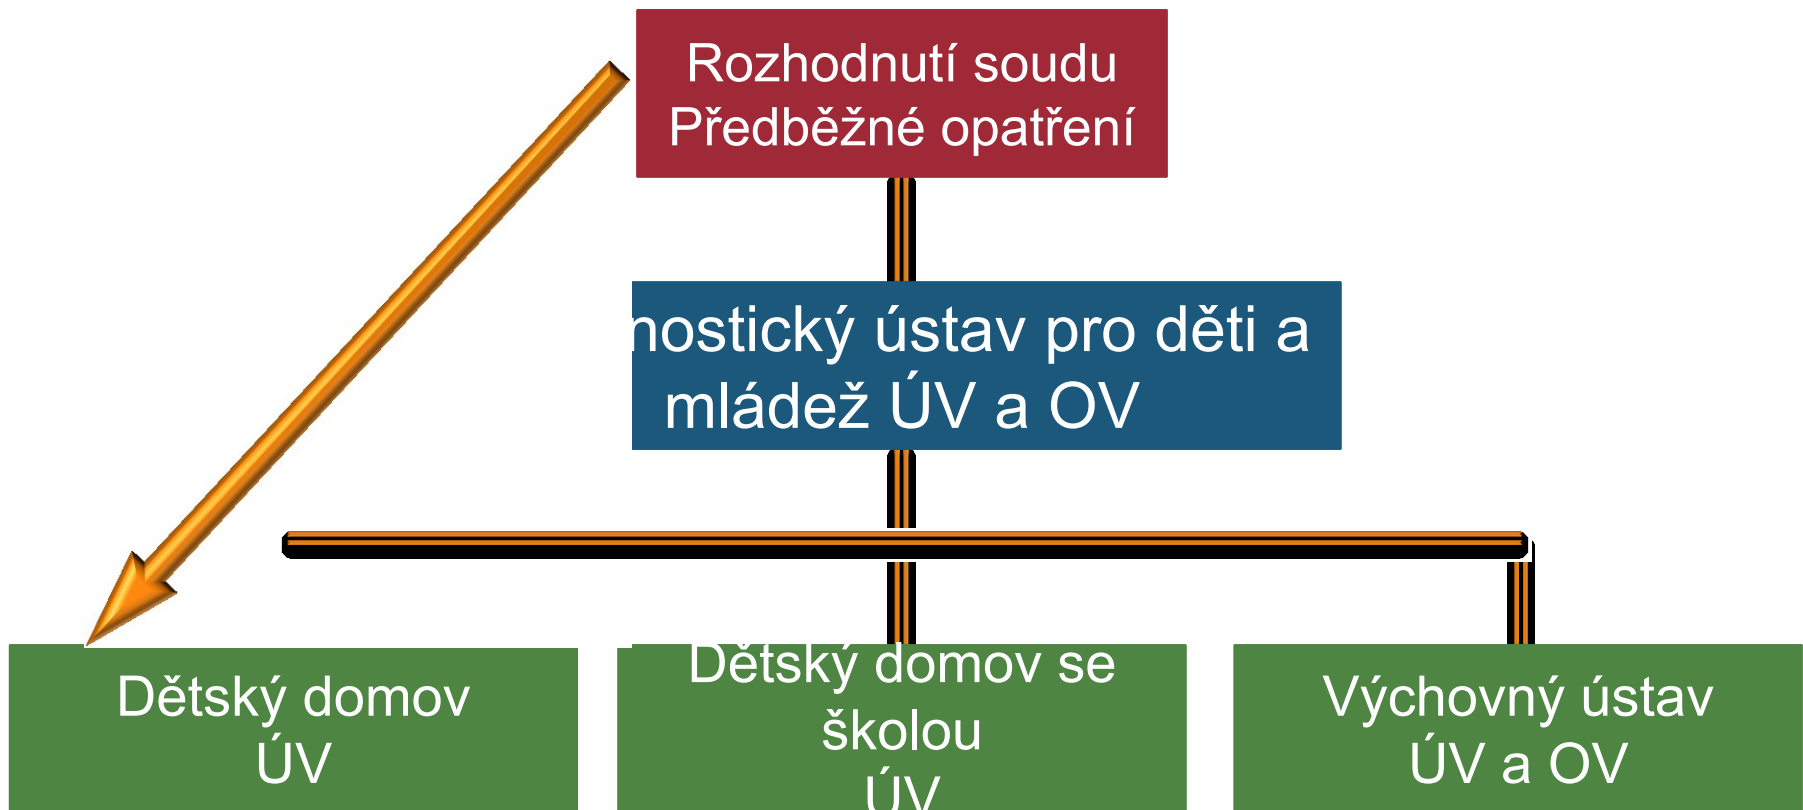 Rozhodnutí soudu
Předběžné opatření
nostický ústav pro děti a
mládež ÚV a OV
Dětský domov
ÚV
Dětský domov se
školou
ÚV
Výchovný ústav
ÚV a OV